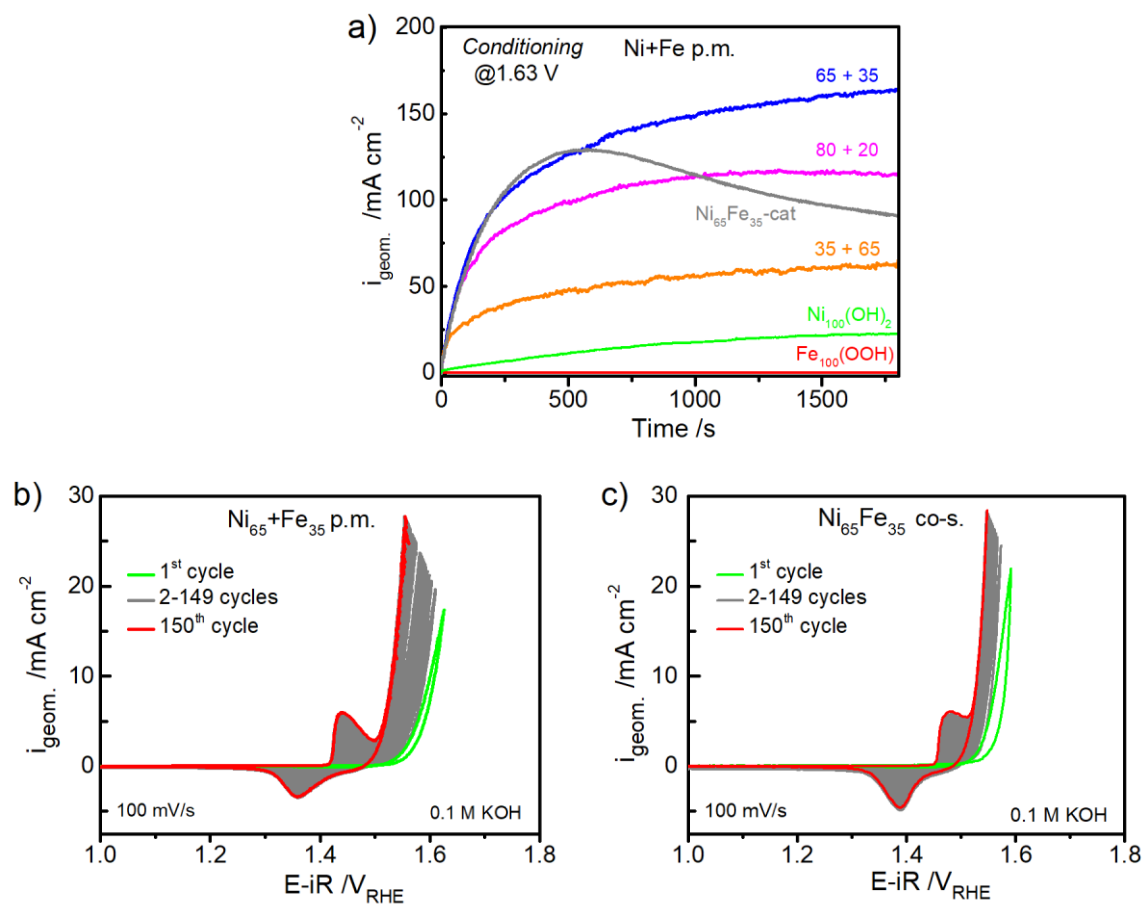 a)
200
150
100
50
0
i_geom. /mA cm⁻²
Conditioning
@1.63 V
Ni+Fe p.m.
65 + 35
80 + 20
Ni₆₅Fe₃₅-cat
35 + 65
Ni₁₀₀(OH)₂
Fe₁₀₀(OOH)
0 500 1000 1500
Time /s
b)
30
20
10
0
i_geom. /mA cm⁻²
Ni₆₅+Fe₃₅ p.m.
1ˢᵗ cycle
2-149 cycles
150ᵗʰ cycle
100 mV/s
0.1 M KOH
1.0 1.2 1.4 1.6 1.8
E-iR /V_RHE
c)
30
20
10
0
i_geom. /mA cm⁻²
Ni₆₅Fe₃₅ co-s.
1ˢᵗ cycle
2-149 cycles
150ᵗʰ cycle
100 mV/s
0.1 M KOH
1.0 1.2 1.4 1.6 1.8
E-iR /V_RHE